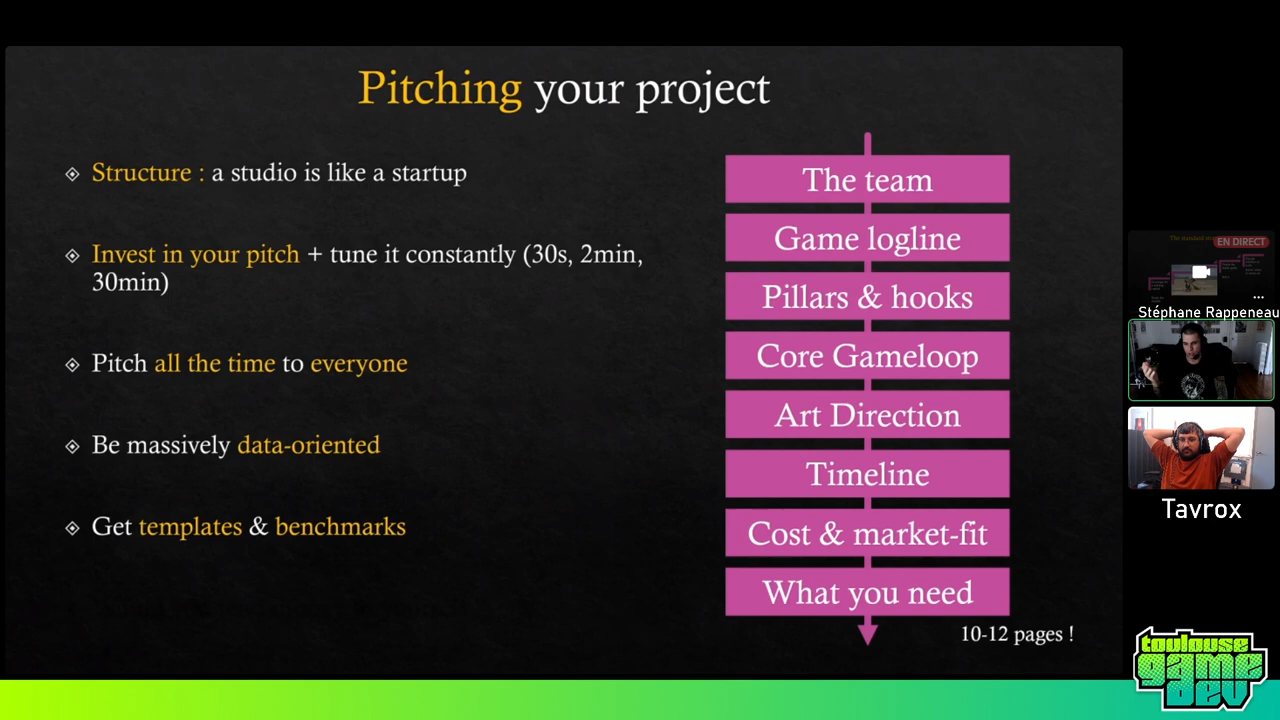 Pitching your project
Structure : a studio is like a startup
Invest in your pitch + tune it constantly (30s, 2min,
30min)
Pitch all the time to everyone
Be massively data-oriented
Get templates & benchmarks
The team
Game logline
Pillars & hooks
Core Gameloop
Art Direction
Timeline
Cost & market-fit
What you need
10-12 pages !
EN DIRECT
Stéphane Rappeneau
Tavrox
toulouse
game
dev